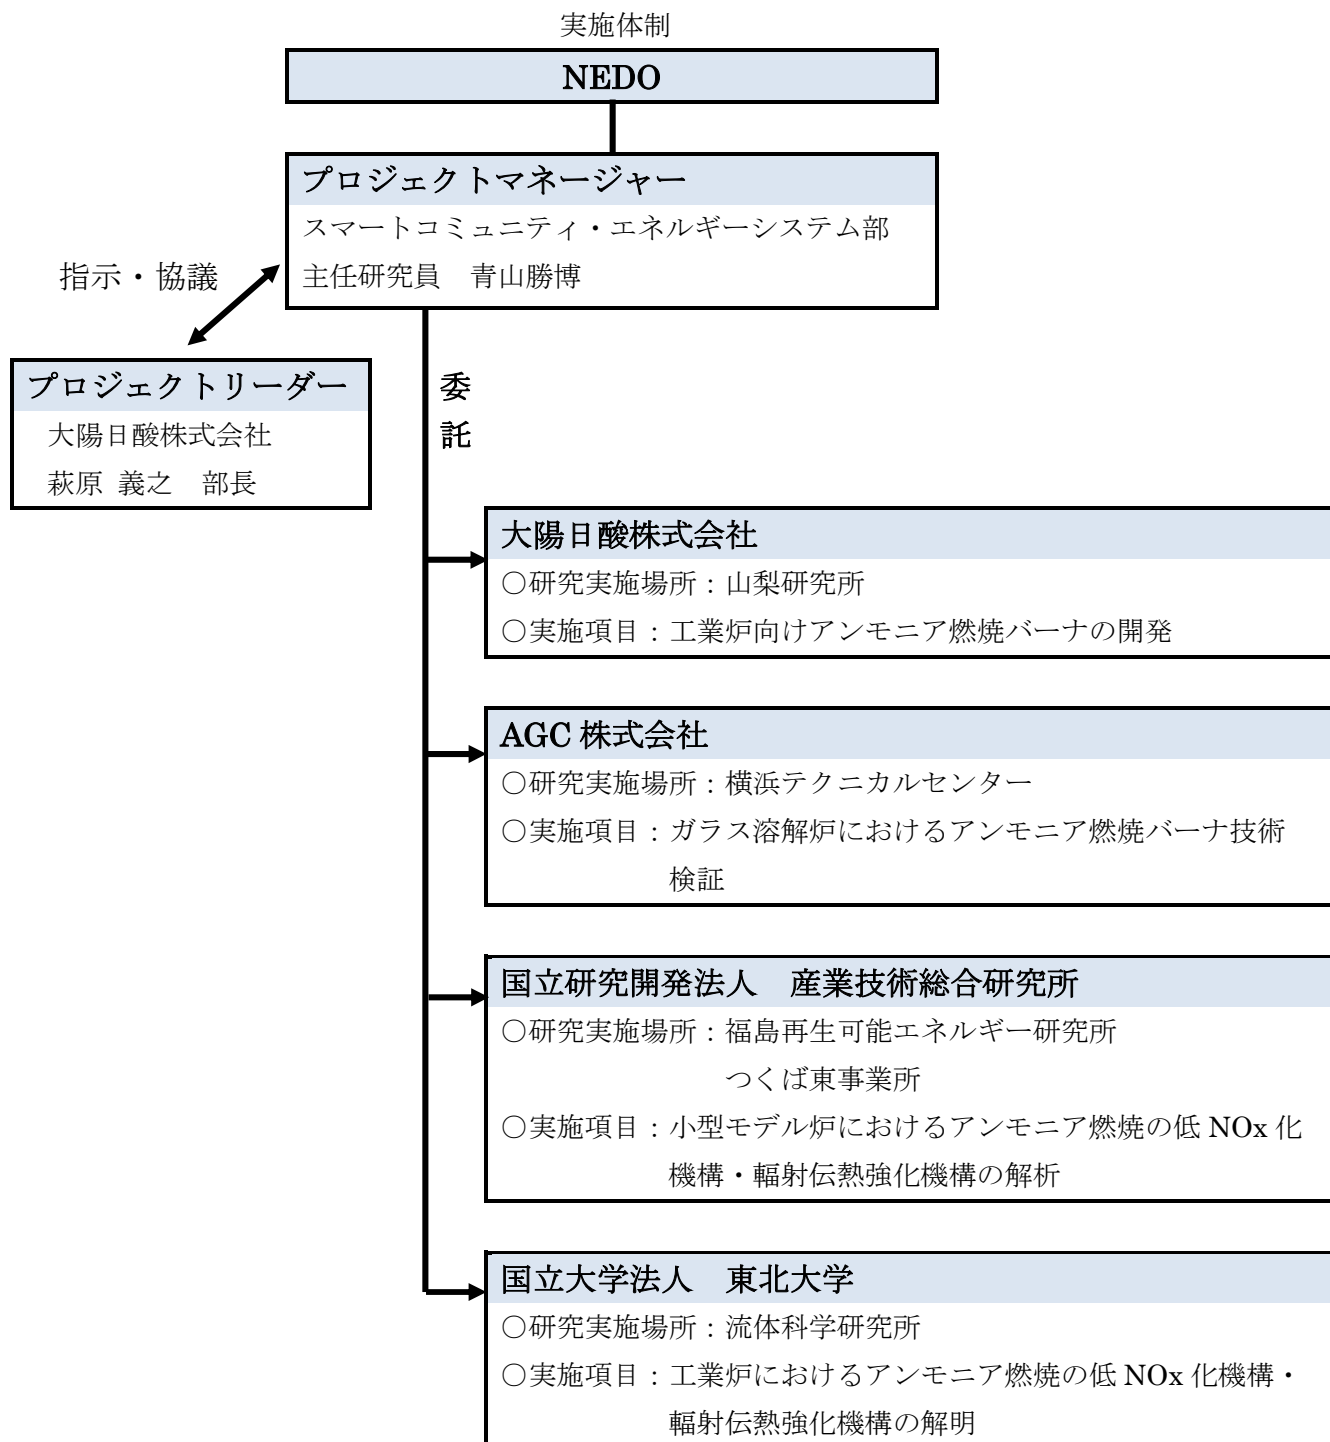 実施体制
NEDO
プロジェクトマネージャー
スマートコミュニティ・エネルギーシステム部
主任研究員　青山勝博
指示・協議
プロジェクトリーダー
大陽日酸株式会社
萩原 義之　部長
委
託
大陽日酸株式会社
○研究実施場所：山梨研究所
○実施項目：工業炉向けアンモニア燃焼バーナの開発
AGC 株式会社
○研究実施場所：横浜テクニカルセンター
○実施項目：ガラス溶解炉におけるアンモニア燃焼バーナ技術
検証
国立研究開発法人　産業技術総合研究所
○研究実施場所：福島再生可能エネルギー研究所
つくば東事業所
○実施項目：小型モデル炉におけるアンモニア燃焼の低 NOx 化
機構・輻射伝熱強化機構の解析
国立大学法人　東北大学
○研究実施場所：流体科学研究所
○実施項目：工業炉におけるアンモニア燃焼の低 NOx 化機構・
輻射伝熱強化機構の解明